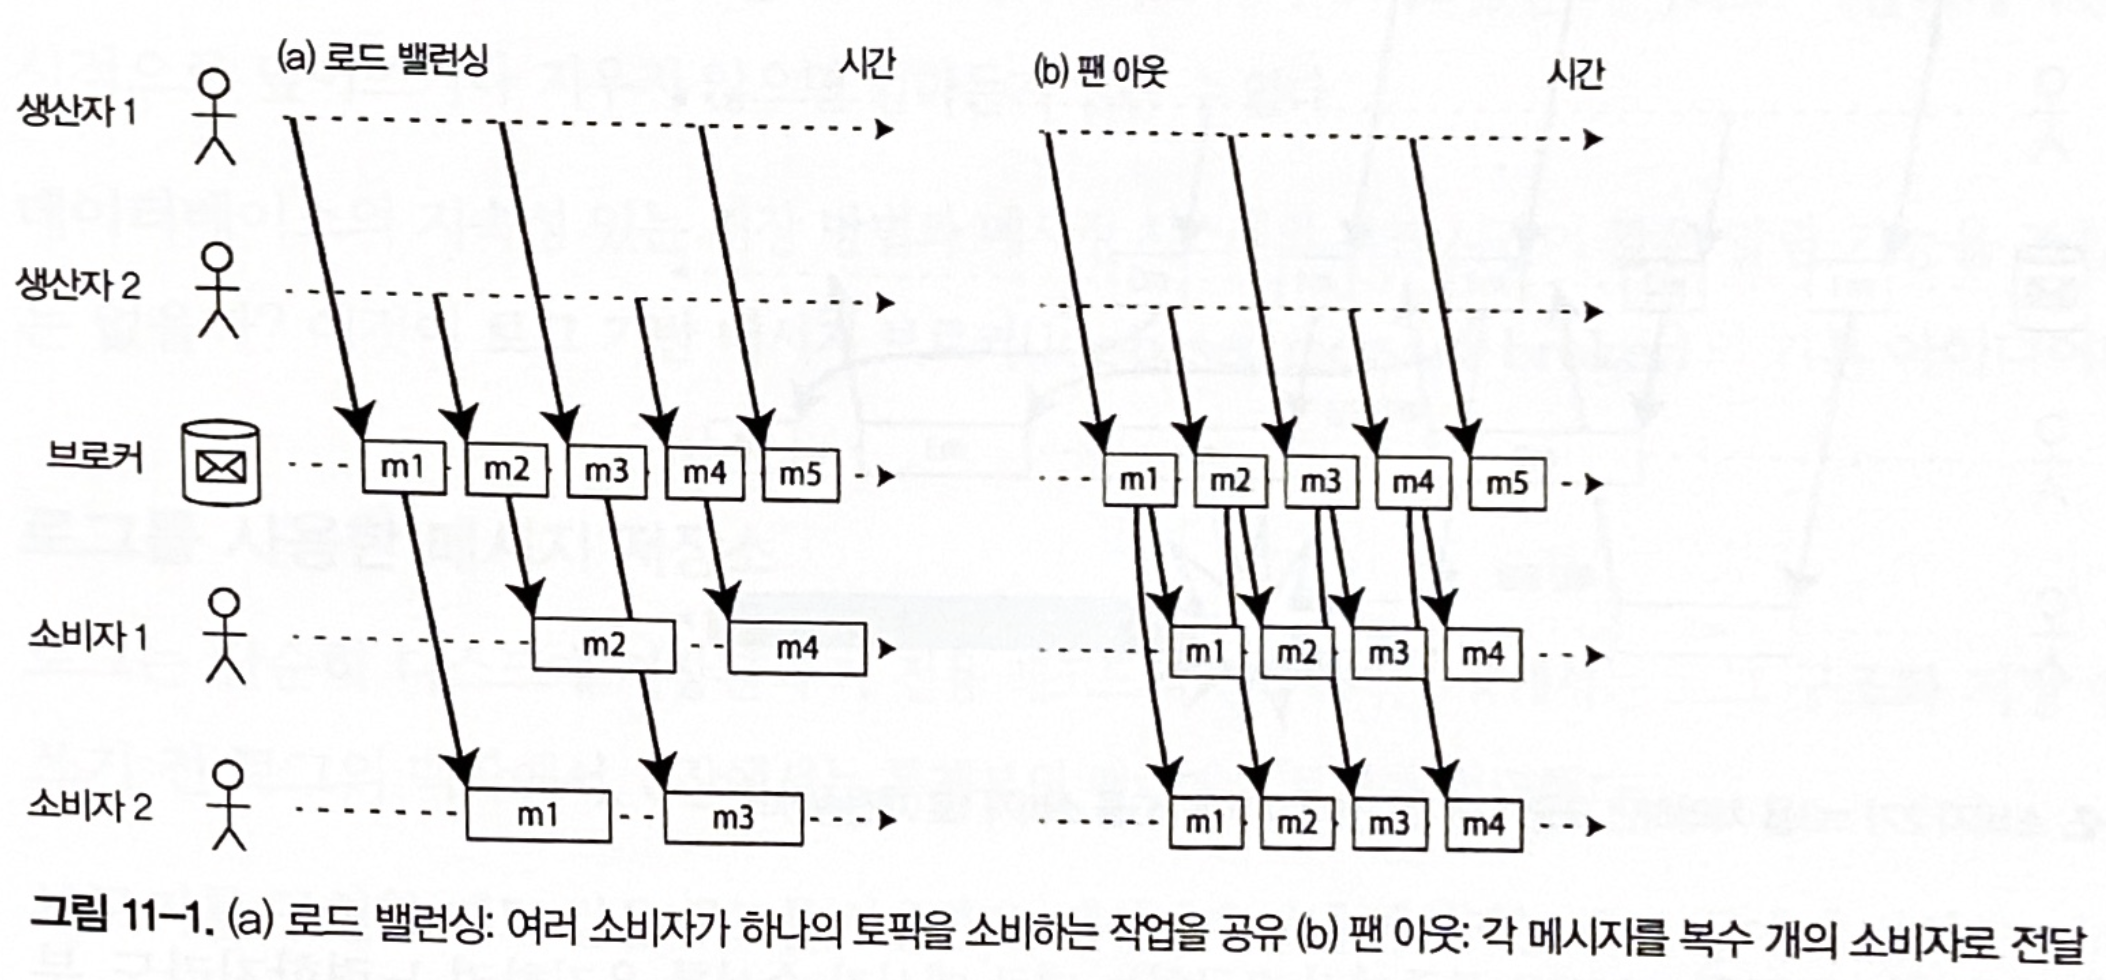 (a) 로드 밸런싱 시간 (b) 팬 아웃 시간
생산자 1
생산자 2
브로커 m1 m2 m3 m4 m5 m1 m2 m3 m4 m5
소비자 1 m2 m4 m1 m2 m3 m4
소비자 2 m1 m3 m1 m2 m3 m4
그림 11-1. (a) 로드 밸런싱: 여러 소비자가 하나의 토픽을 소비하는 작업을 공유 (b) 팬 아웃: 각 메시지를 복수 개의 소비자로 전달